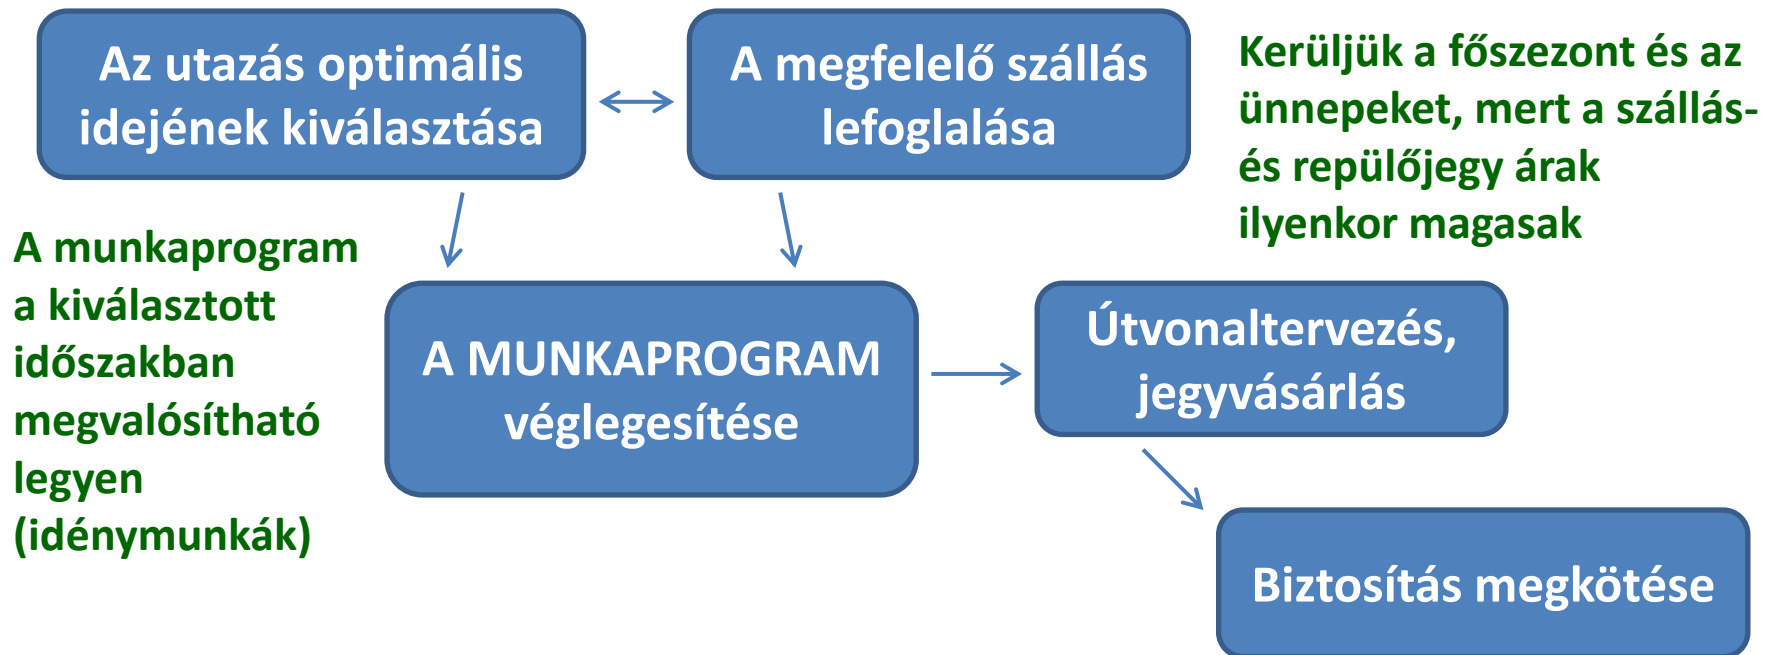 Az utazás optimális
idejének kiválasztása
A megfelelő szállás
lefoglalása
Kerüljük a főszezont és az
ünnepeket, mert a szállás-
és repülőjegy árak
ilyenkor magasak
A munkaprogram
a kiválasztott
időszakban
megvalósítható
legyen
(idénymunkák)
A MUNKAPROGRAM
véglegesítése
Útvonaltervezés,
jegyvásárlás
Biztosítás megkötése